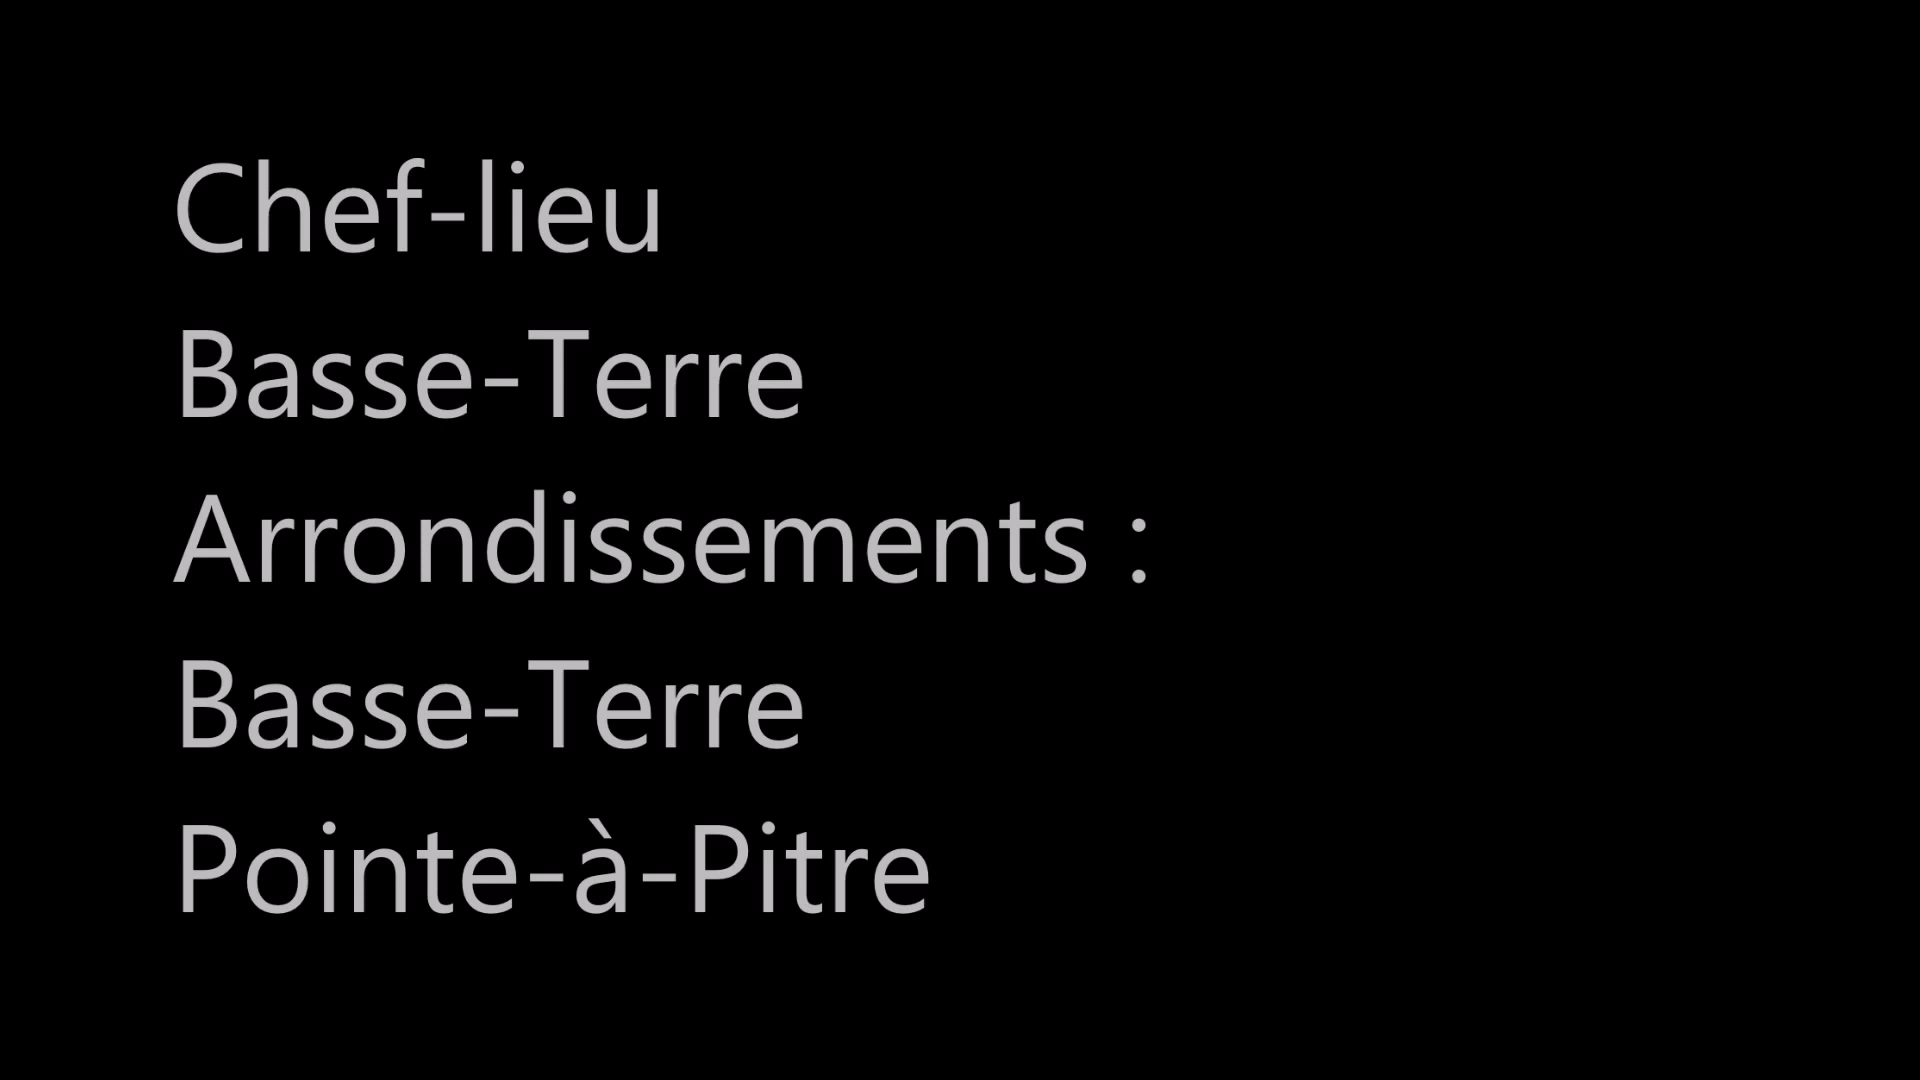 Chef-lieu
Basse-Terre
Arrondissements :
Basse-Terre
Pointe-à-Pitre